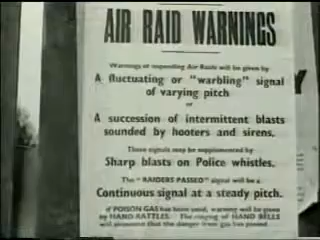 AIR RAID WARNINGS
Warnings of impending Air Raids will be given by
A fluctuating or "warbling" signal
of varying pitch
or
A succession of intermittent blasts
sounded by hooters and sirens.
These signals may be supplemented by
Sharp blasts on Police whistles.
The "RAIDERS PASSED" signal will be a
Continuous signal at a steady pitch.
If POISON GAS has been used, warning will be given
by HAND RATTLES. The ringing of HAND BELLS
will announce that the danger from gas has passed
Y